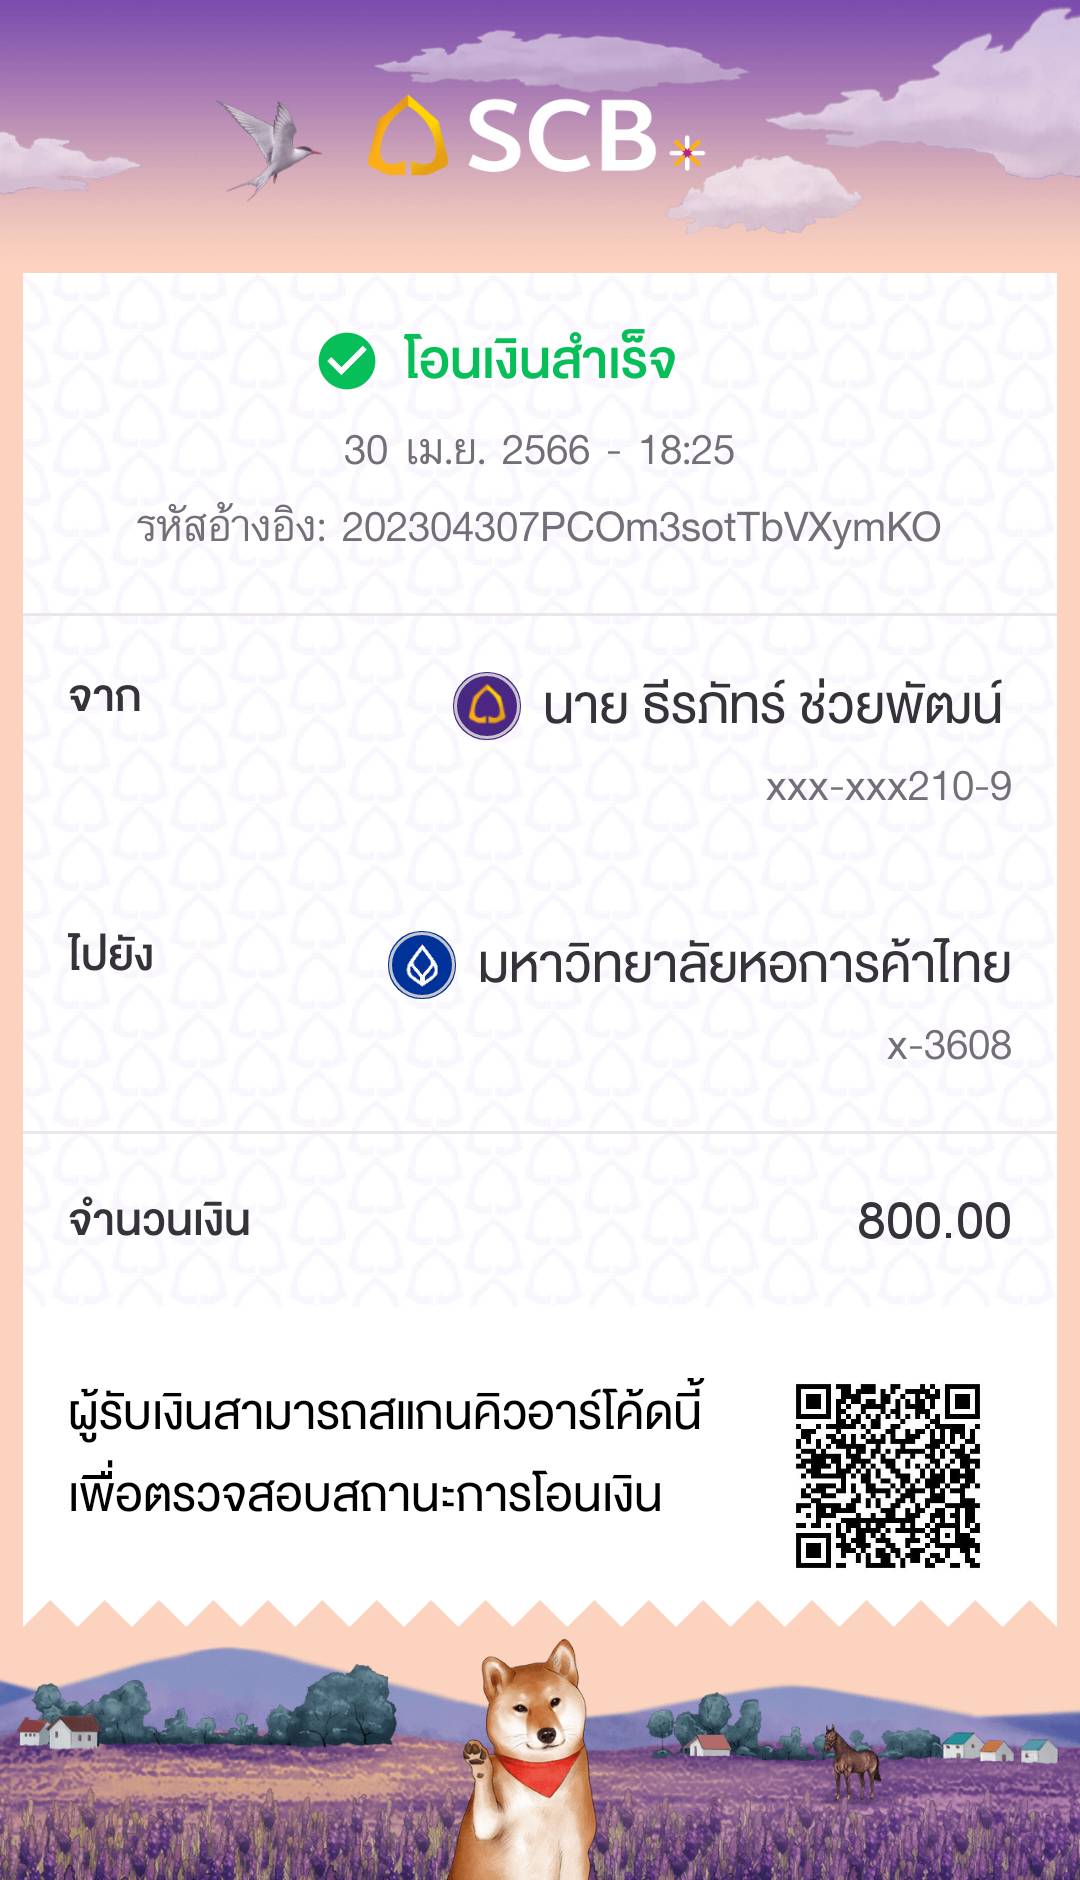 SCB
โอนเงินสำเร็จ
30 เม.ย. 2566 - 18:25
รหัสอ้างอิง: 202304307PCOm3sotTbVXymKO
จาก
นาย ธีรภัทร์ ช่วยพัฒน์
xxx-xxx210-9
ไปยัง
มหาวิทยาลัยหอการค้าไทย
x-3608
จำนวนเงิน
800.00
ผู้รับเงินสามารถสแกนคิวอาร์โค้ดนี้
เพื่อตรวจสอบสถานะการโอนเงิน